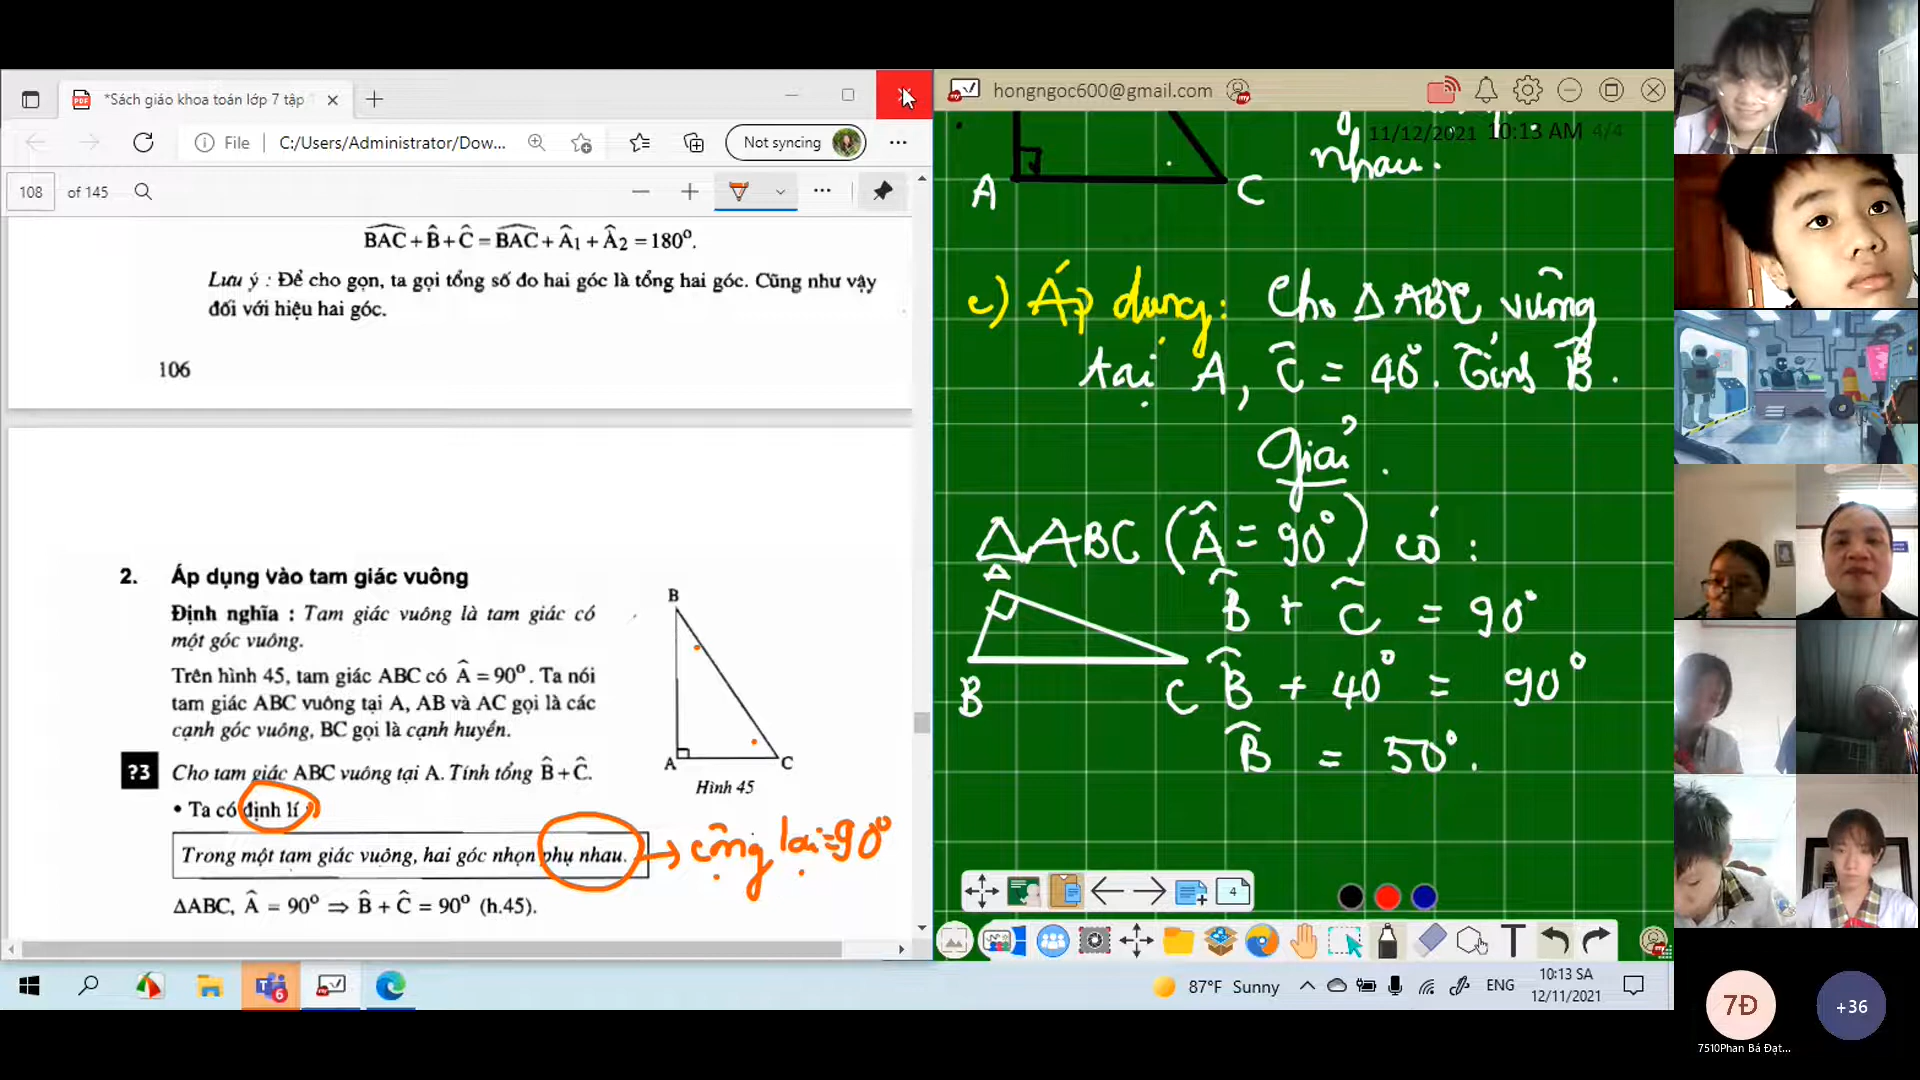 *Sách giáo khoa toán lớp 7 tập
File
C:/Users/Administrator/Dow...
Not syncing
108
of 145
BAC + B̂ + Ĉ = BAC + Â1 + Â2 = 180°.
Lưu ý : Để cho gọn, ta gọi tổng số đo hai góc là tổng hai góc. Cũng như vậy
đối với hiệu hai góc.
106
2. Áp dụng vào tam giác vuông
Định nghĩa : Tam giác vuông là tam giác có
một góc vuông.
Trên hình 45, tam giác ABC có Â = 90°. Ta nói
tam giác ABC vuông tại A, AB và AC gọi là các
cạnh góc vuông, BC gọi là cạnh huyền.
?3 Cho tam giác ABC vuông tại A. Tính tổng B̂ + Ĉ.
• Ta có định lí
Trong một tam giác vuông, hai góc nhọn phụ nhau.
→ cộng lại = 90°
ΔABC, Â = 90° ⇒ B̂ + Ĉ = 90° (h.45).
B
A
C
Hình 45
hongngoc600@gmail.com
11/12/2021 10:13 AM 4/4
nhau.
A
C
c) Áp dụng: Cho Δ ABC vuông
tại A, Ĉ = 40°. Tính B̂.
Giải.
Δ ABC (Â = 90°) có :
B̂ + Ĉ = 90°
B̂ + 40° = 90°
B̂ = 50°.
A
B
C
4
T
6
87°F Sunny
ENG
10:13 SA
12/11/2021
7Đ
7510Phan Bá Đạt...
+36